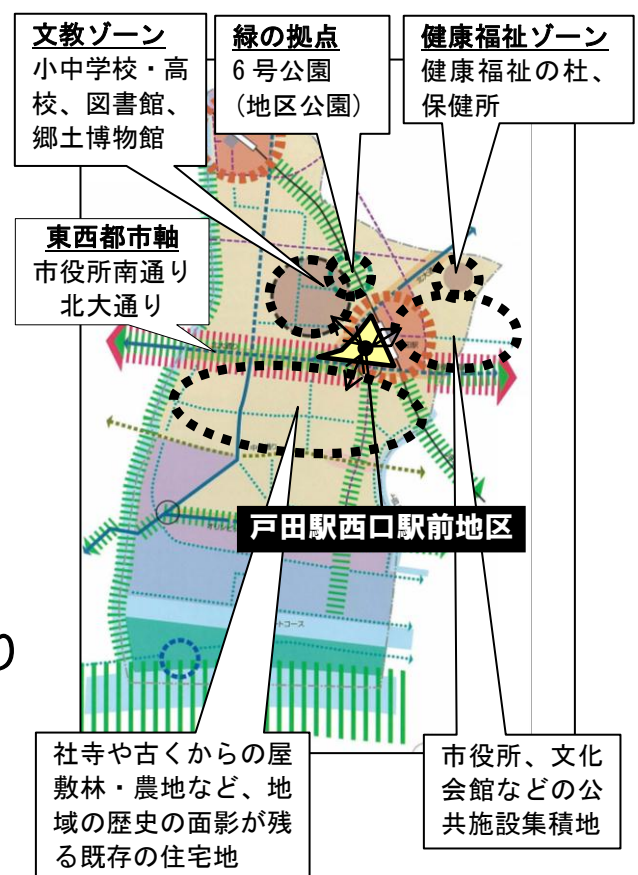 文教ゾーン
小中学校・高
校、図書館、
郷土博物館
緑の拠点
6号公園
(地区公園)
健康福祉ゾーン
健康福祉の杜、
保健所
東西都市軸
市役所南通り
北大通り
戸田駅西口駅前地区
トコース
り
社寺や古くからの屋
敷林・農地など、地
域の歴史の面影が残
る既存の住宅地
市役所、文化
会館などの公
共施設集積地